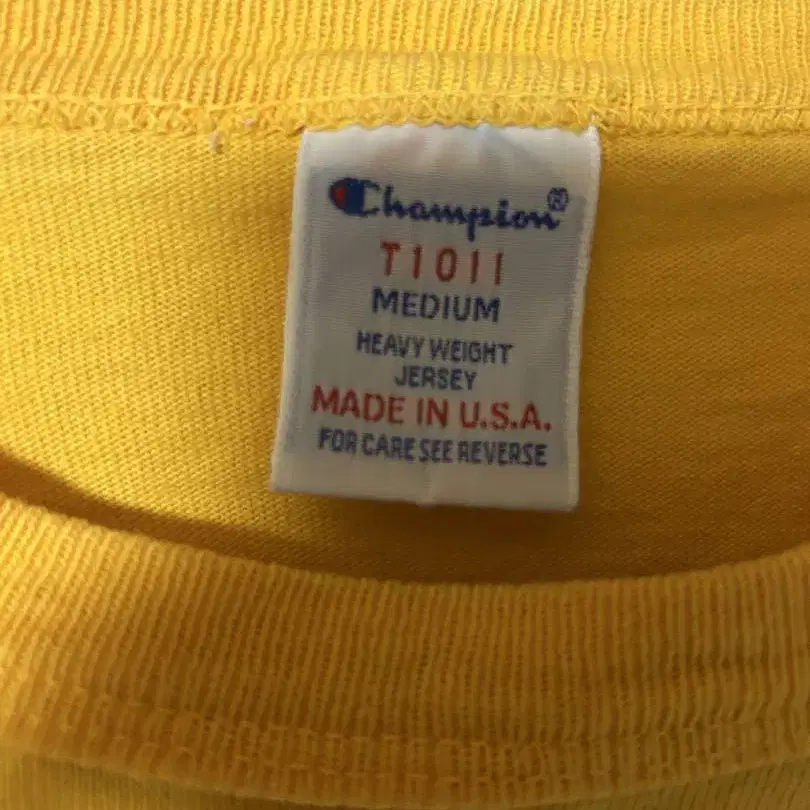 Champion®
T1011
MEDIUM
HEAVY WEIGHT
JERSEY
MADE IN U.S.A.
FOR CARE SEE REVERSE